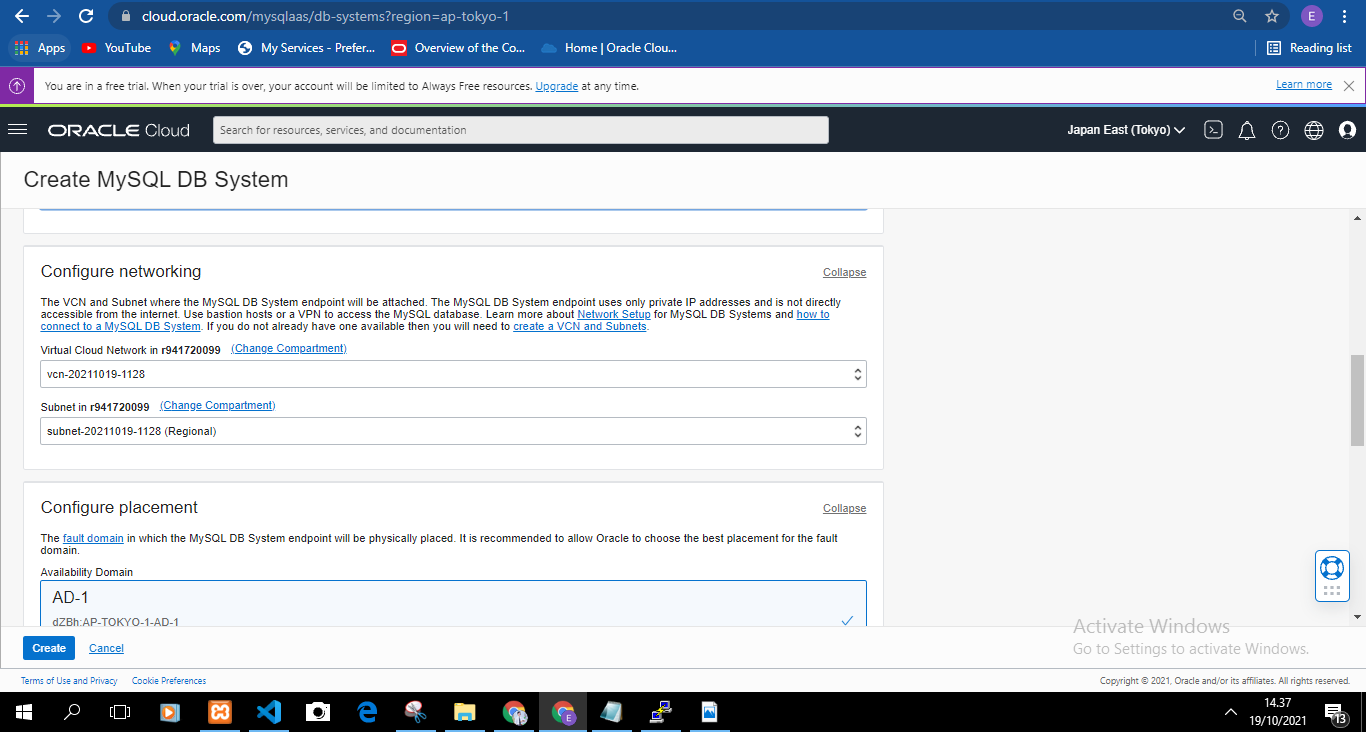 cloud.oracle.com/mysqlaas/db-systems?region=ap-tokyo-1
E
Apps YouTube Maps My Services - Prefer... Overview of the Co... Home | Oracle Clou... Reading list
You are in a free trial. When your trial is over, your account will be limited to Always Free resources. Upgrade at any time. Learn more
ORACLE Cloud Search for resources, services, and documentation Japan East (Tokyo)
Create MySQL DB System
Configure networking Collapse
The VCN and Subnet where the MySQL DB System endpoint will be attached. The MySQL DB System endpoint uses only private IP addresses and is not directly
accessible from the internet. Use bastion hosts or a VPN to access the MySQL database. Learn more about Network Setup for MySQL DB Systems and how to
connect to a MySQL DB System. If you do not already have one available then you will need to create a VCN and Subnets.
Virtual Cloud Network in r941720099 (Change Compartment)
vcn-20211019-1128
Subnet in r941720099 (Change Compartment)
subnet-20211019-1128 (Regional)
Configure placement Collapse
The fault domain in which the MySQL DB System endpoint will be physically placed. It is recommended to allow Oracle to choose the best placement for the fault
domain.
Availability Domain
AD-1
dZBh:AP-TOKYO-1-AD-1
Activate Windows
Go to Settings to activate Windows.
Create Cancel
Terms of Use and Privacy Cookie Preferences Copyright © 2021, Oracle and/or its affiliates. All rights reserved.
E
14.37
19/10/2021
13